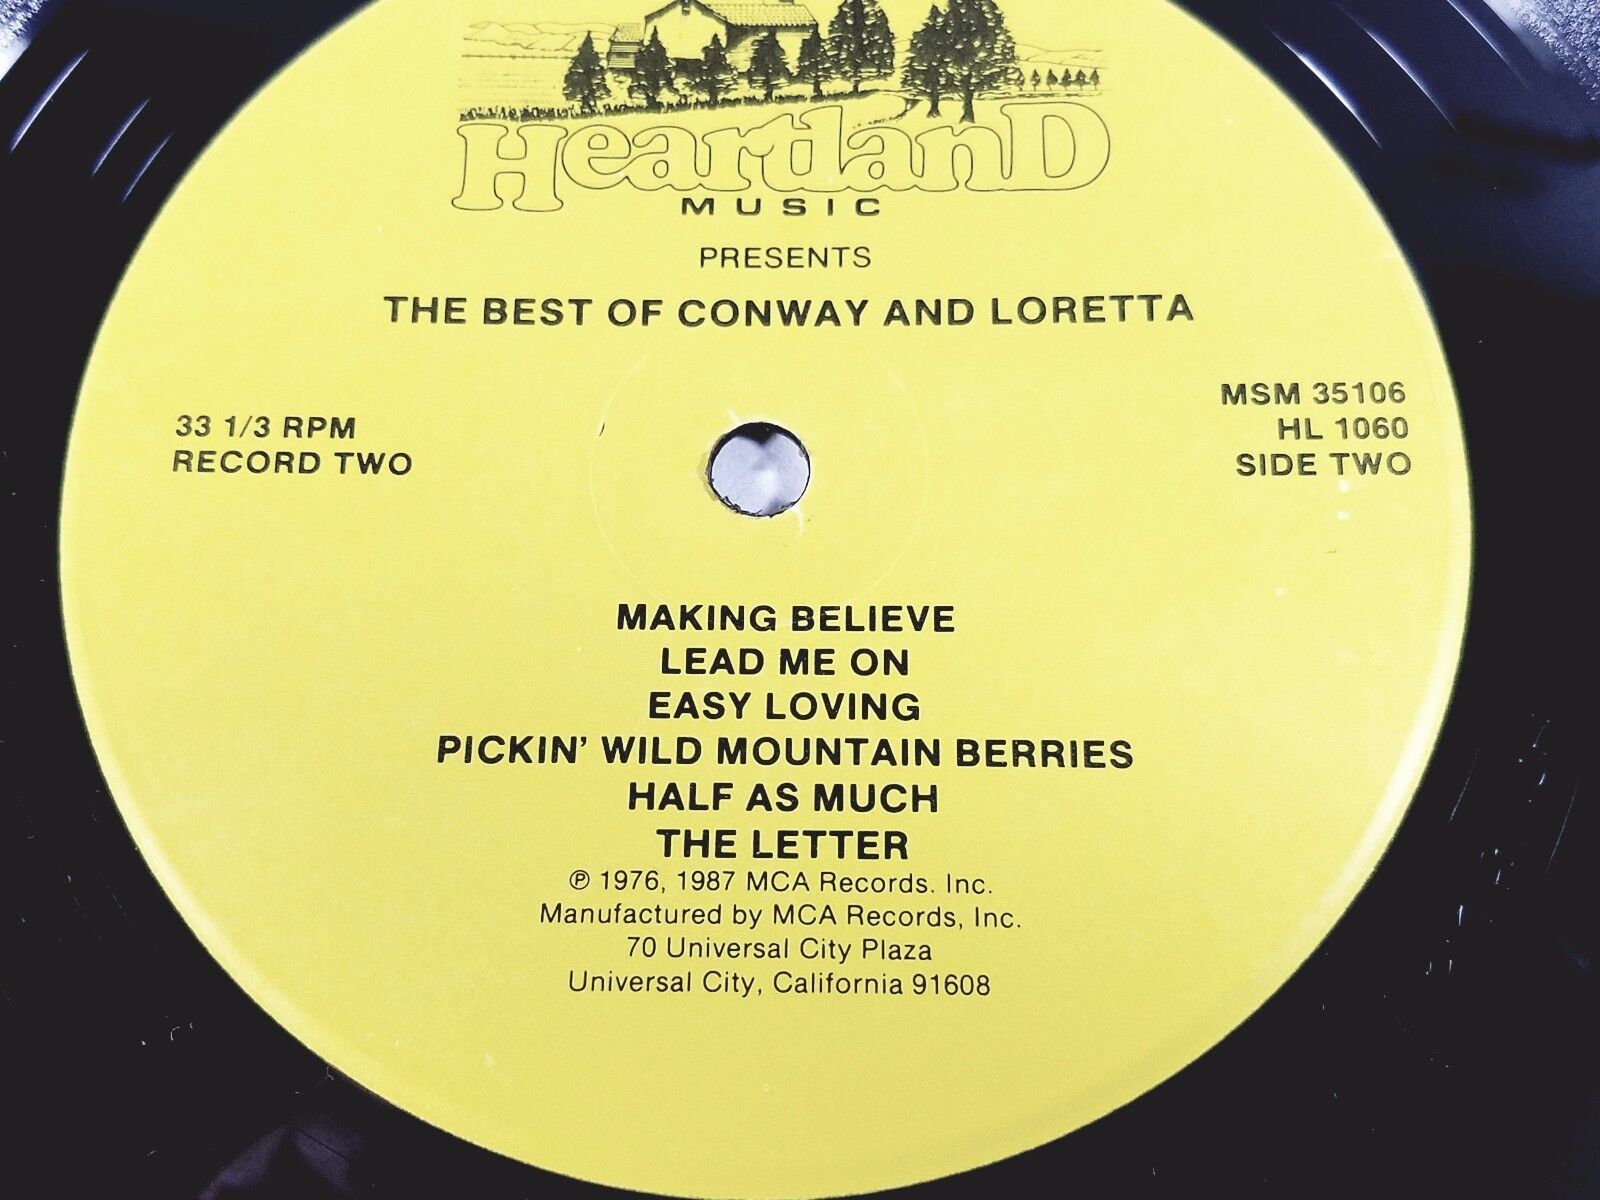 HeartlanD
MUSIC
PRESENTS
THE BEST OF CONWAY AND LORETTA
33 1/3 RPM
RECORD TWO
MSM 35106
HL 1060
SIDE TWO
MAKING BELIEVE
LEAD ME ON
EASY LOVING
PICKIN' WILD MOUNTAIN BERRIES
HALF AS MUCH
THE LETTER
℗ 1976, 1987 MCA Records. Inc.
Manufactured by MCA Records, Inc.
70 Universal City Plaza
Universal City, California 91608